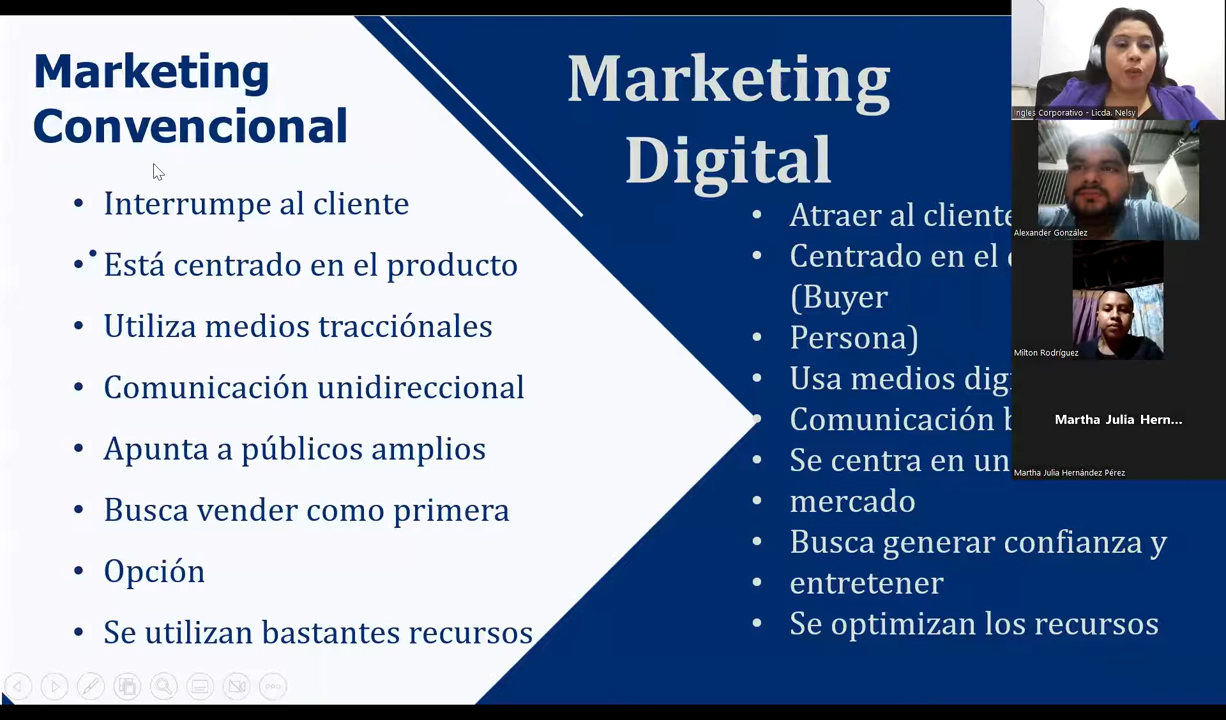 Marketing
Convencional
Interrumpe al cliente
Está centrado en el producto
Utiliza medios tracciónales
Comunicación unidireccional
Apunta a públicos amplios
Busca vender como primera
Opción
Se utilizan bastantes recursos
Marketing
Digital
Atraer al cliente
Centrado en el
(Buyer
Persona)
Usa medios
Comunicación
Se centra en un
mercado
Busca generar confianza y
entretener
Se optimizan los recursos
Ingles Corporativo - Licda. Nelsy
Alexander González
Milton Rodríguez
Martha Julia Hern...
Martha Julia Hernández Pérez